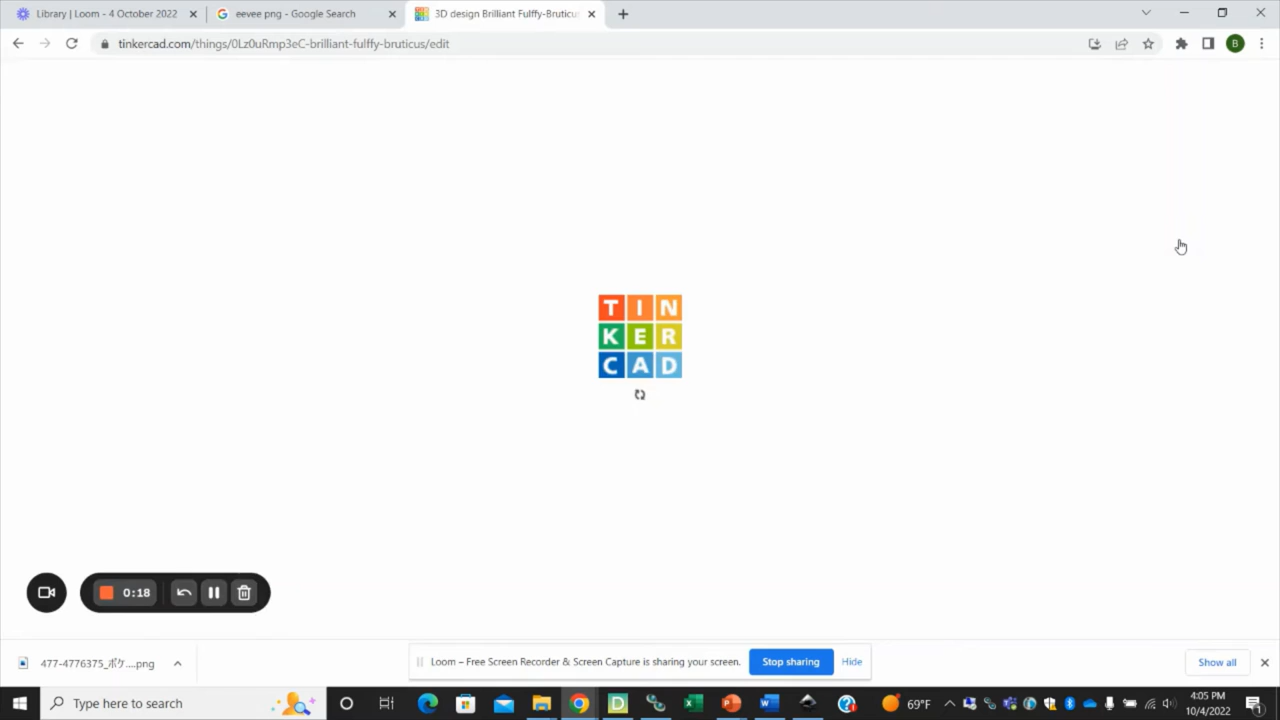 Library | Loom - 4 October 2022
eevee png - Google Search
3D design Brilliant Fulffy-Bruticus
tinkercad.com/things/0Lz0uRmp3eC-brilliant-fulffy-bruticus/edit
B
TIN
KER
CAD
0:18
477-4776375_ポケ....png
Loom – Free Screen Recorder & Screen Capture is sharing your screen.
Stop sharing
Hide
Show all
Type here to search
69°F
4:05 PM
10/4/2022
1